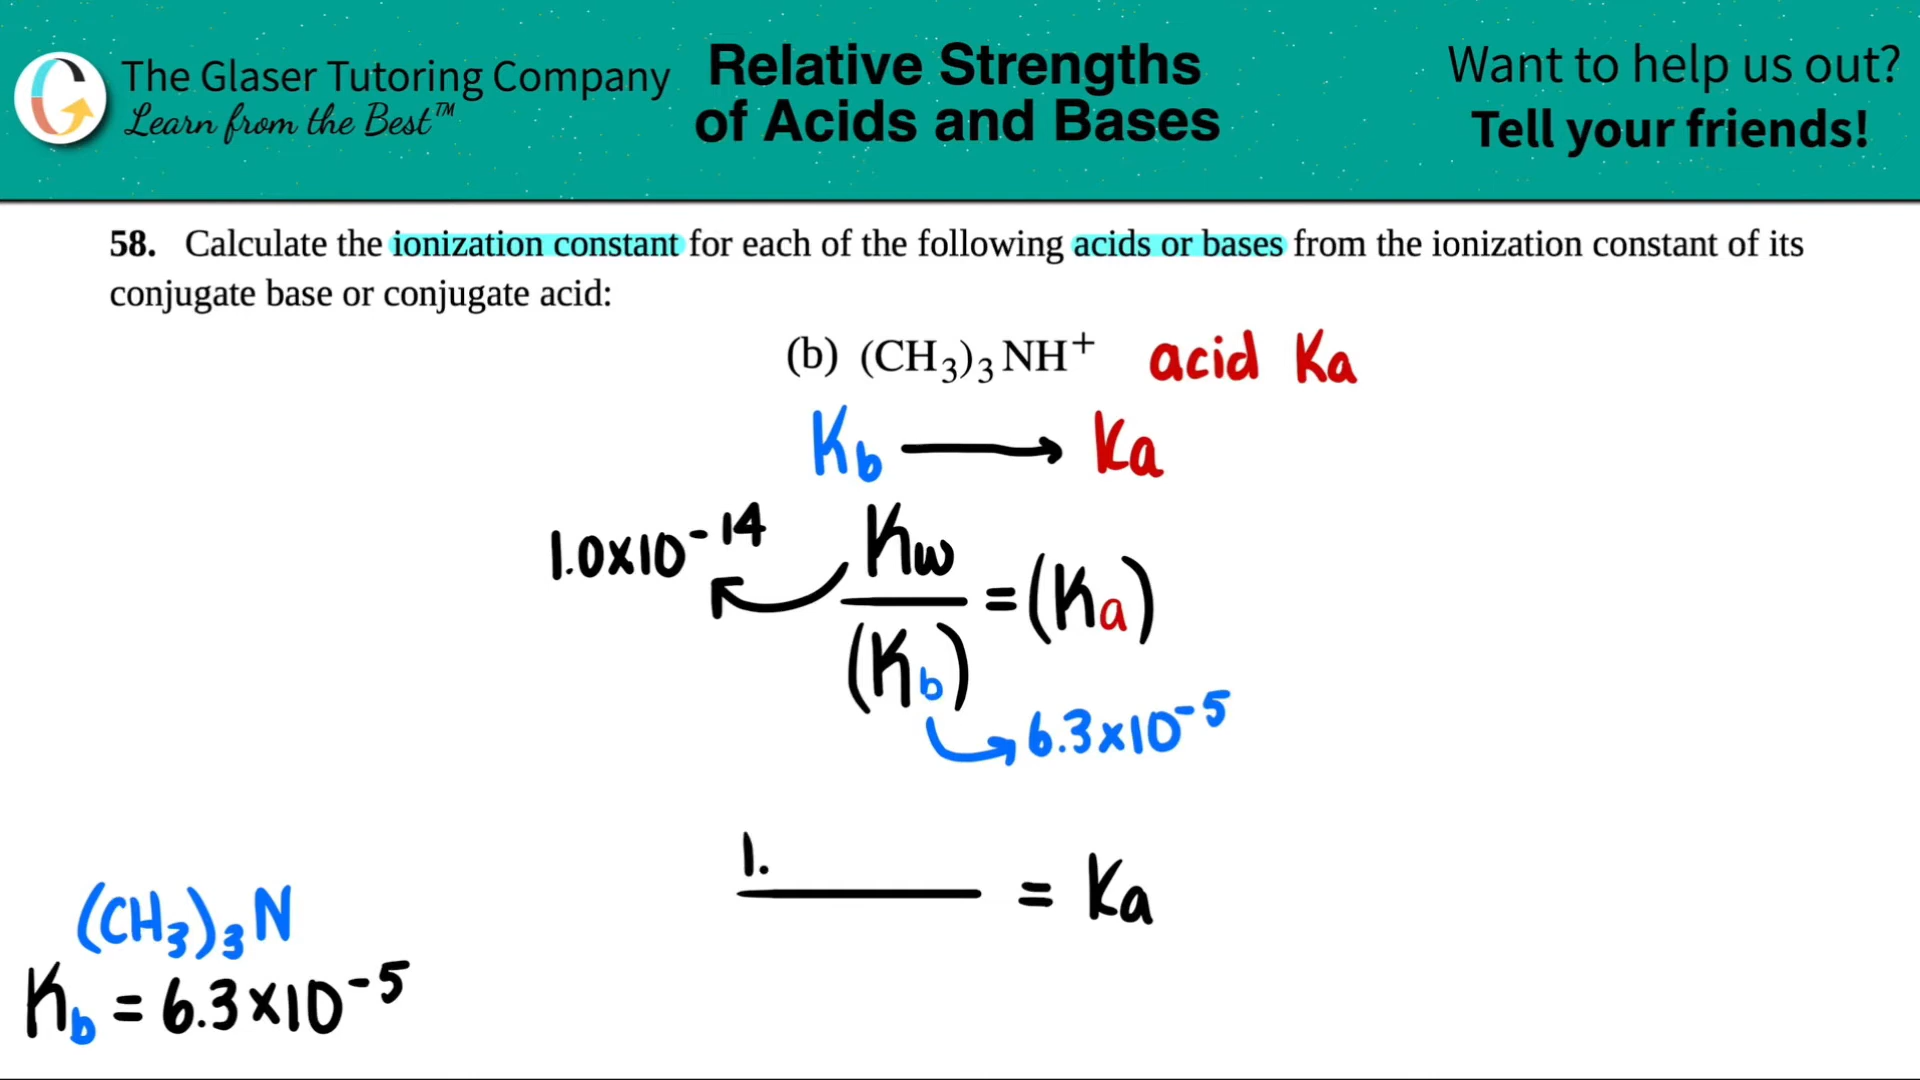 The Glaser Tutoring Company
Learn from the Best™
Relative Strengths
of Acids and Bases
Want to help us out?
Tell your friends!
58. Calculate the ionization constant for each of the following acids or bases from the ionization constant of its
conjugate base or conjugate acid:
(b) (CH₃)₃NH⁺ acid Ka
Kb → Ka
1.0x10⁻¹⁴
Kw
= (Ka)
(Kb)
6.3x10⁻⁵
1.
= Ka
(CH₃)₃N
Kb = 6.3x10⁻⁵